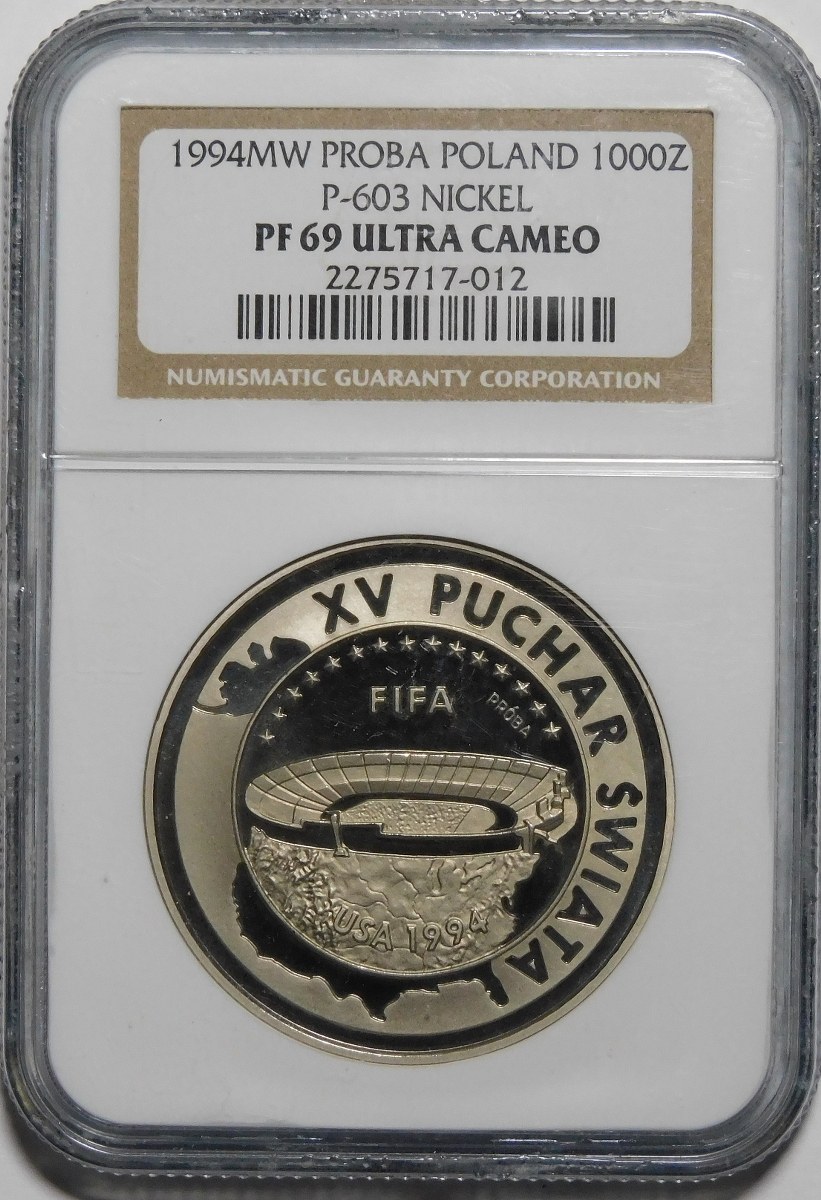 1994MW PROBA POLAND 1000Z
P-603 NICKEL
PF 69 ULTRA CAMEO
2275717-012
NUMISMATIC GUARANTY CORPORATION
XV PUCHAR ŚWIATA
FIFA
PRÓBA
USA 1994